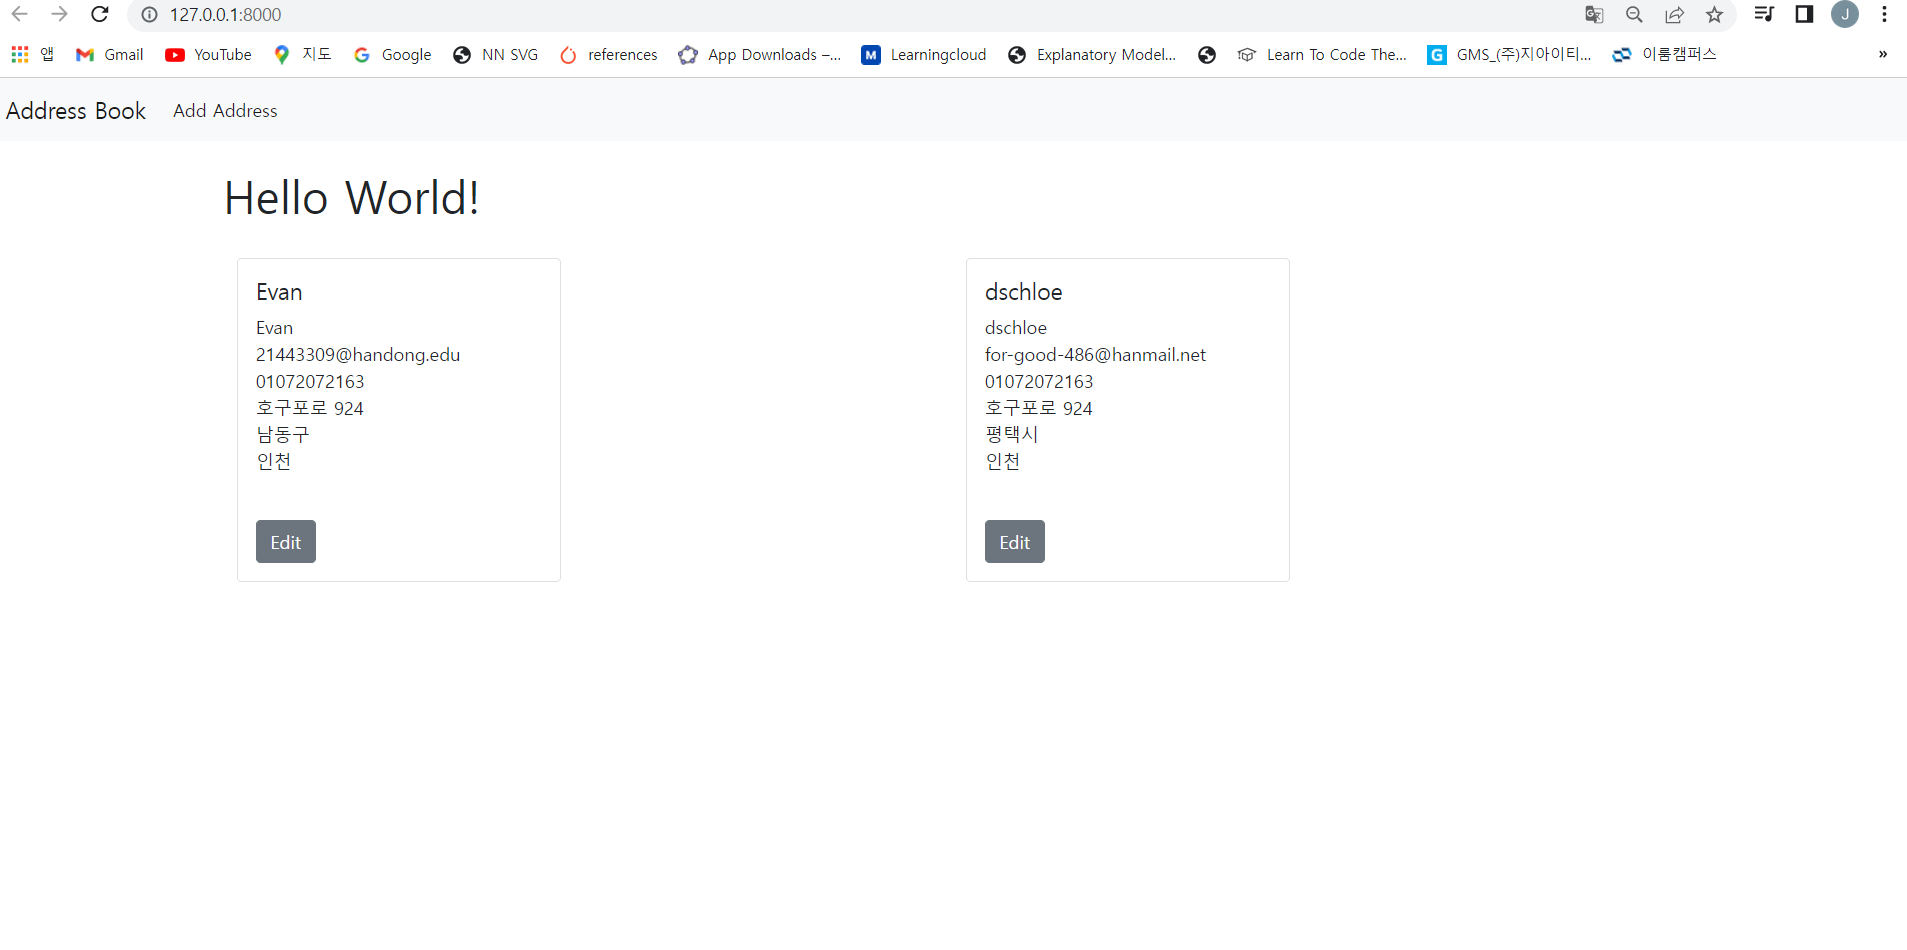 127.0.0.1:8000
앱 Gmail YouTube 지도 Google NN SVG references App Downloads –... Learningcloud Explanatory Model... Learn To Code The... GMS_(주)지아이티... 이룸캠퍼스 »
Address Book Add Address
Hello World!
Evan
Evan
21443309@handong.edu
01072072163
호구포로 924
남동구
인천
Edit
dschloe
dschloe
for-good-486@hanmail.net
01072072163
호구포로 924
평택시
인천
Edit